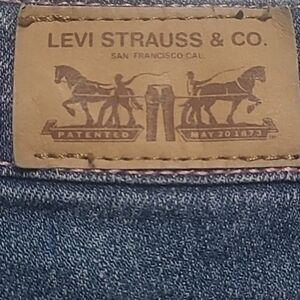 LEVI STRAUSS & CO.
SAN FRANCISCO CAL.
PATENTED MAY 20 1873